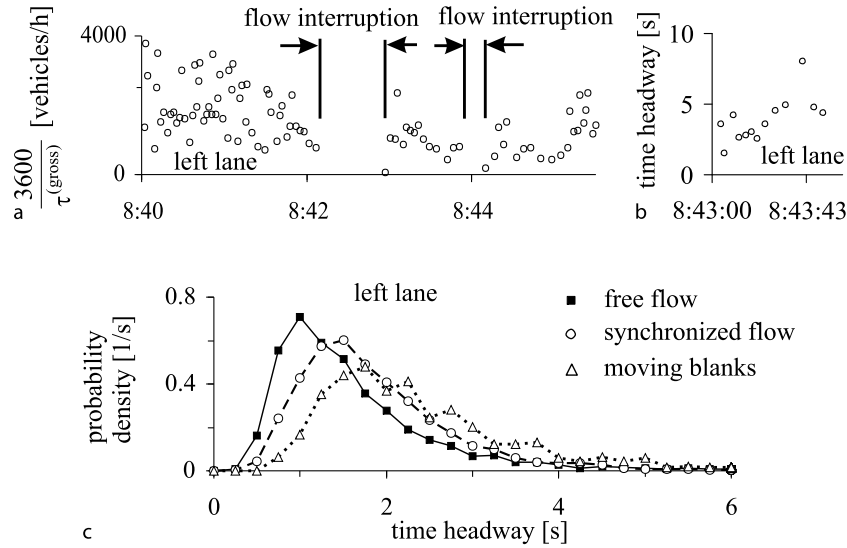 flow interruption
flow interruption
4000
0
3600
τ(gross)
[vehicles/h]
left lane
8:40
8:42
8:44
a
time headway [s]
10
5
0
left lane
8:43:00
8:43:43
b
left lane
0.8
0.4
0
probability
density [1/s]
free flow
synchronized flow
moving blanks
0
2
4
6
time headway [s]
c